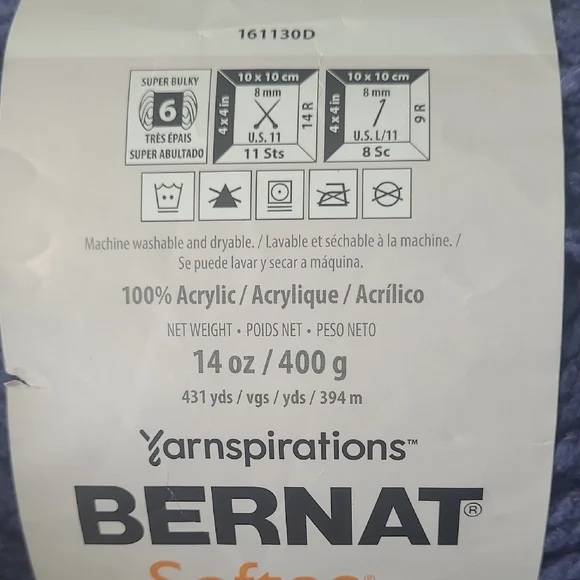 161130D
SUPER BULKY
6
TRÈS ÉPAIS
SUPER ABULTADO
10 x 10 cm
4 x 4 in
8 mm
U.S. 11
14 R
11 Sts
10 x 10 cm
4 x 4 in
8 mm
U.S. L/11
9 R
8 Sc
Machine washable and dryable. / Lavable et séchable à la machine. /
Se puede lavar y secar a máquina.
100% Acrylic / Acrylique / Acrílico
NET WEIGHT • POIDS NET • PESO NETO
14 oz / 400 g
431 yds / vgs / yds / 394 m
Yarnspirations™
BERNAT®
Softee®